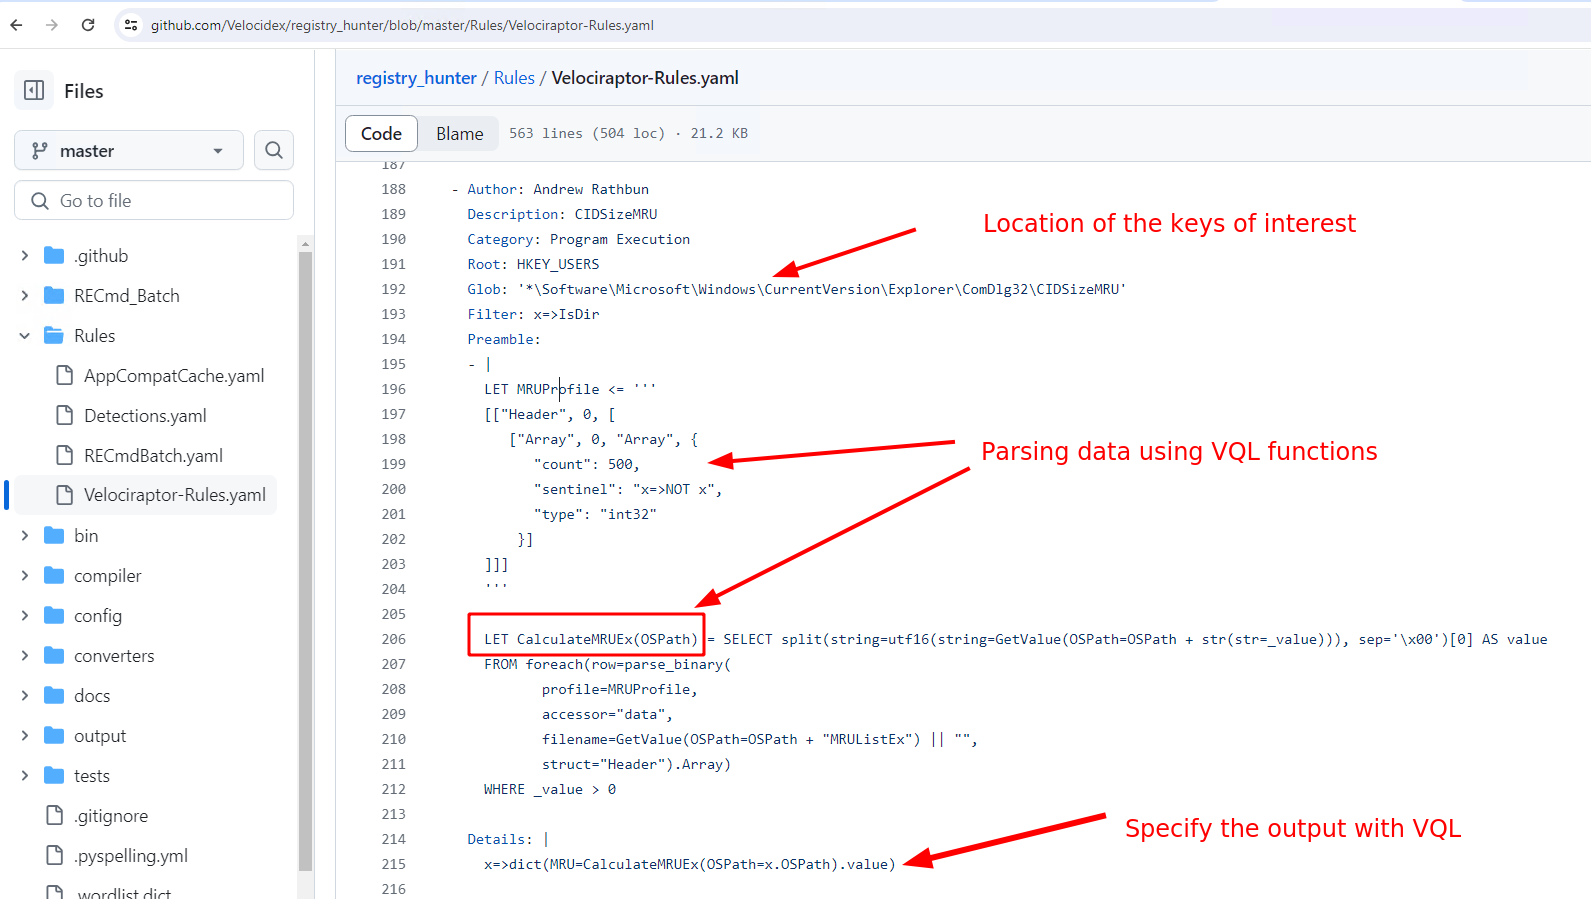 github.com/Velocidex/registry_hunter/blob/master/Rules/Velociraptor-Rules.yaml
Files
master
Go to file
.github
RECmd_Batch
Rules
AppCompatCache.yaml
Detections.yaml
RECmdBatch.yaml
Velociraptor-Rules.yaml
bin
compiler
config
converters
docs
output
tests
.gitignore
.pyspelling.yml
.wordlist.dict
registry_hunter / Rules / Velociraptor-Rules.yaml
Code Blame 563 lines (504 loc) · 21.2 KB
187
188 - Author: Andrew Rathbun
189 Description: CIDSizeMRU
190 Category: Program Execution
191 Root: HKEY_USERS
192 Glob: '*\Software\Microsoft\Windows\CurrentVersion\Explorer\ComDlg32\CIDSizeMRU'
193 Filter: x=>IsDir
194 Preamble:
195 - |
196 LET MRUProfile <= '''
197 [["Header", 0, [
198 ["Array", 0, "Array", {
199 "count": 500,
200 "sentinel": "x=>NOT x",
201 "type": "int32"
202 }]
203 ]]]
204 '''
205
206 LET CalculateMRUEx(OSPath) = SELECT split(string=utf16(string=GetValue(OSPath=OSPath + str(str=_value))), sep='\x00')[0] AS value
207 FROM foreach(row=parse_binary(
208 profile=MRUProfile,
209 accessor="data",
210 filename=GetValue(OSPath=OSPath + "MRUListEx") || "",
211 struct="Header").Array)
212 WHERE _value > 0
213
214 Details: |
215 x=>dict(MRU=CalculateMRUEx(OSPath=x.OSPath).value)
216
Location of the keys of interest
Parsing data using VQL functions
Specify the output with VQL